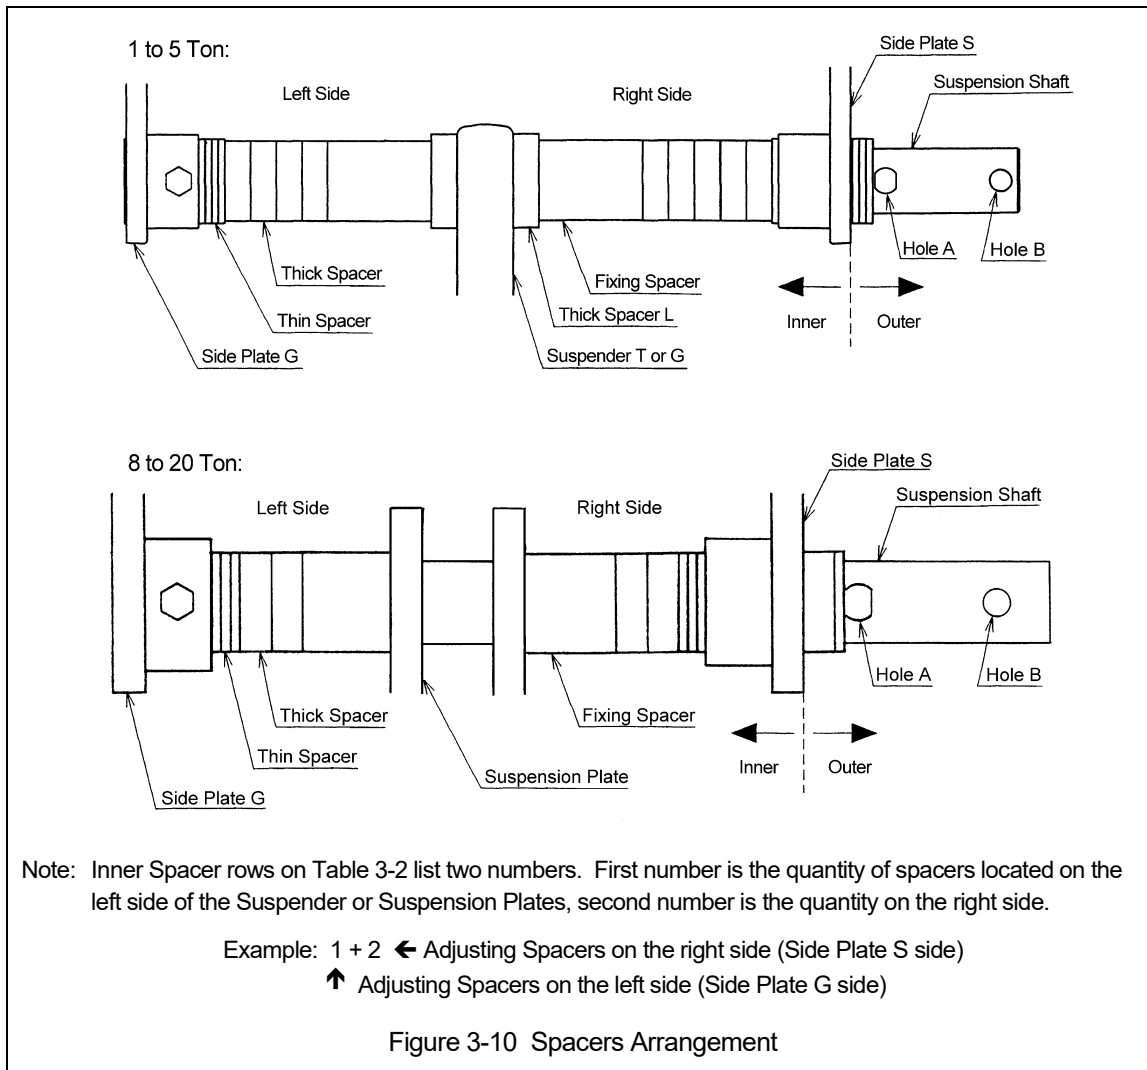 1 to 5 Ton:
Side Plate S
Suspension Shaft
Left Side
Right Side
Hole A
Hole B
Thick Spacer
Fixing Spacer
Thin Spacer
Thick Spacer L
Inner
Outer
Side Plate G
Suspender T or G
8 to 20 Ton:
Side Plate S
Suspension Shaft
Left Side
Right Side
Hole A
Hole B
Thick Spacer
Fixing Spacer
Thin Spacer
Suspension Plate
Inner
Outer
Side Plate G
Note: Inner Spacer rows on Table 3-2 list two numbers. First number is the quantity of spacers located on the
left side of the Suspender or Suspension Plates, second number is the quantity on the right side.
Example: 1 + 2 ← Adjusting Spacers on the right side (Side Plate S side)
↑ Adjusting Spacers on the left side (Side Plate G side)
Figure 3-10 Spacers Arrangement